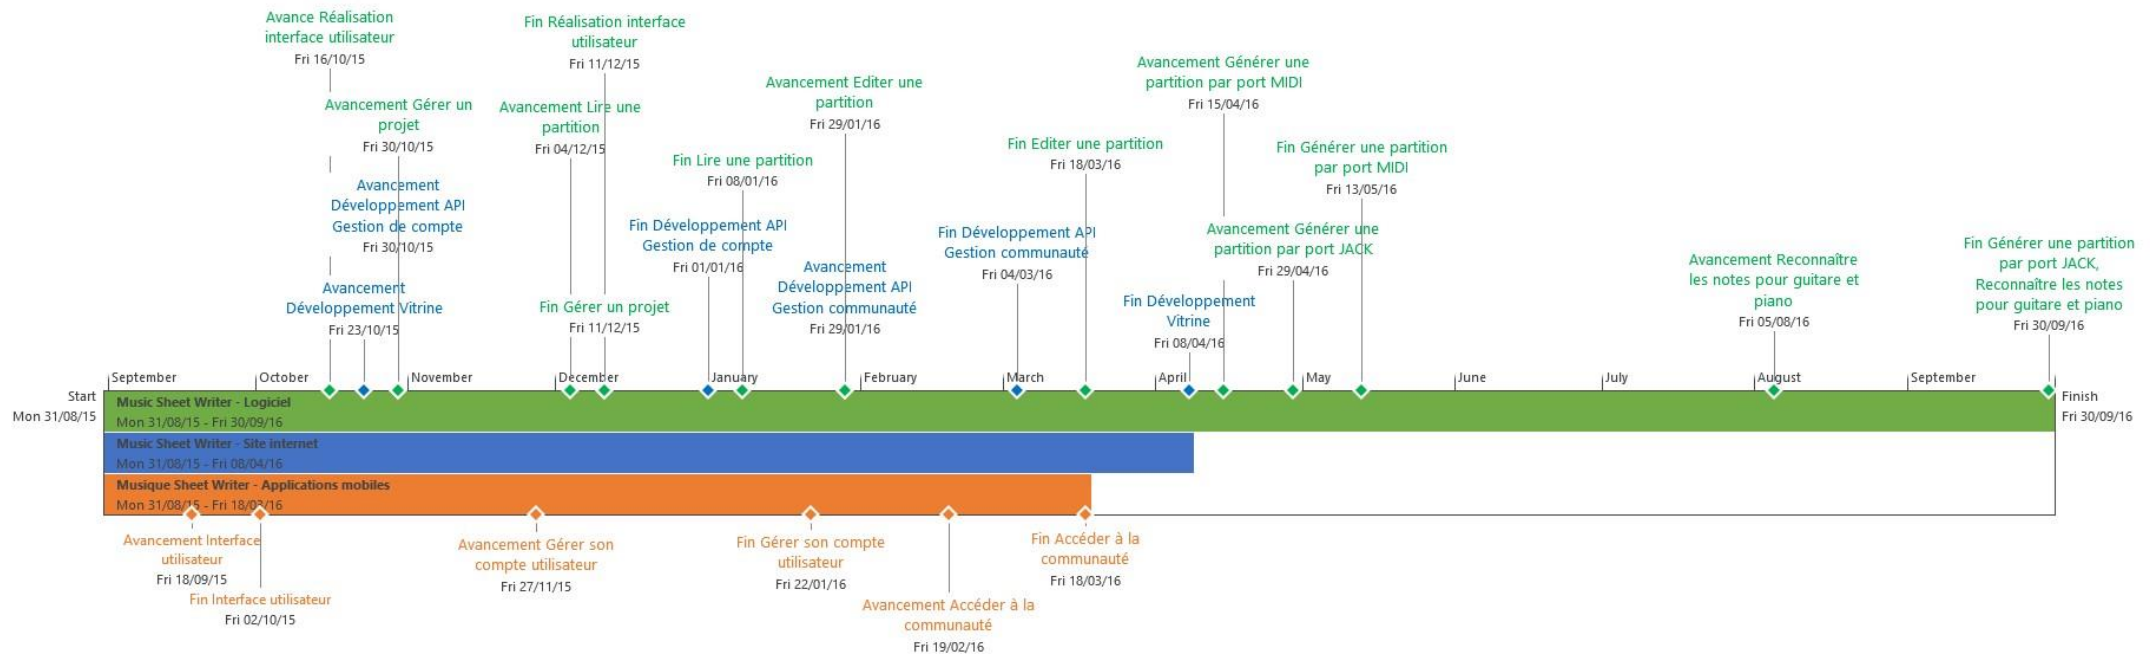 Avance Réalisation
interface utilisateur
Fri 16/10/15
Fin Réalisation interface
utilisateur
Fri 11/12/15
Avancement Générer une
partition par port MIDI
Fri 15/04/16
Avancement Editer une
partition
Fri 29/01/16
Avancement Gérer un
projet
Fri 30/10/15
Avancement Lire une
partition
Fri 04/12/15
Fin Editer une partition
Fri 18/03/16
Fin Générer une partition
par port MIDI
Fri 13/05/16
Fin Lire une partition
Fri 08/01/16
Avancement
Développement API
Gestion de compte
Fri 30/10/15
Fin Développement API
Gestion de compte
Fri 01/01/16
Fin Développement API
Gestion communauté
Fri 04/03/16
Avancement Générer une
partition par port JACK
Fri 29/04/16
Fin Générer une partition
par port JACK,
Reconnaître les notes
pour guitare et piano
Fri 30/09/16
Avancement Reconnaître
les notes pour guitare et
piano
Fri 05/08/16
Avancement
Développement API
Gestion communauté
Fri 29/01/16
Avancement
Développement Vitrine
Fri 23/10/15
Fin Gérer un projet
Fri 11/12/15
Fin Développement
Vitrine
Fri 08/04/16
September
October
November
December
January
February
March
April
May
June
July
August
September
Start
Mon 31/08/15
Finish
Fri 30/09/16
Music Sheet Writer - Logiciel
Mon 31/08/15 - Fri 30/09/16
Music Sheet Writer - Site internet
Mon 31/08/15 - Fri 08/04/16
Musique Sheet Writer - Applications mobiles
Mon 31/08/15 - Fri 18/03/16
Avancement Interface
utilisateur
Fri 18/09/15
Fin Interface utilisateur
Fri 02/10/15
Avancement Gérer son
compte utilisateur
Fri 27/11/15
Fin Gérer son compte
utilisateur
Fri 22/01/16
Avancement Accéder à la
communauté
Fri 19/02/16
Fin Accéder à la
communauté
Fri 18/03/16